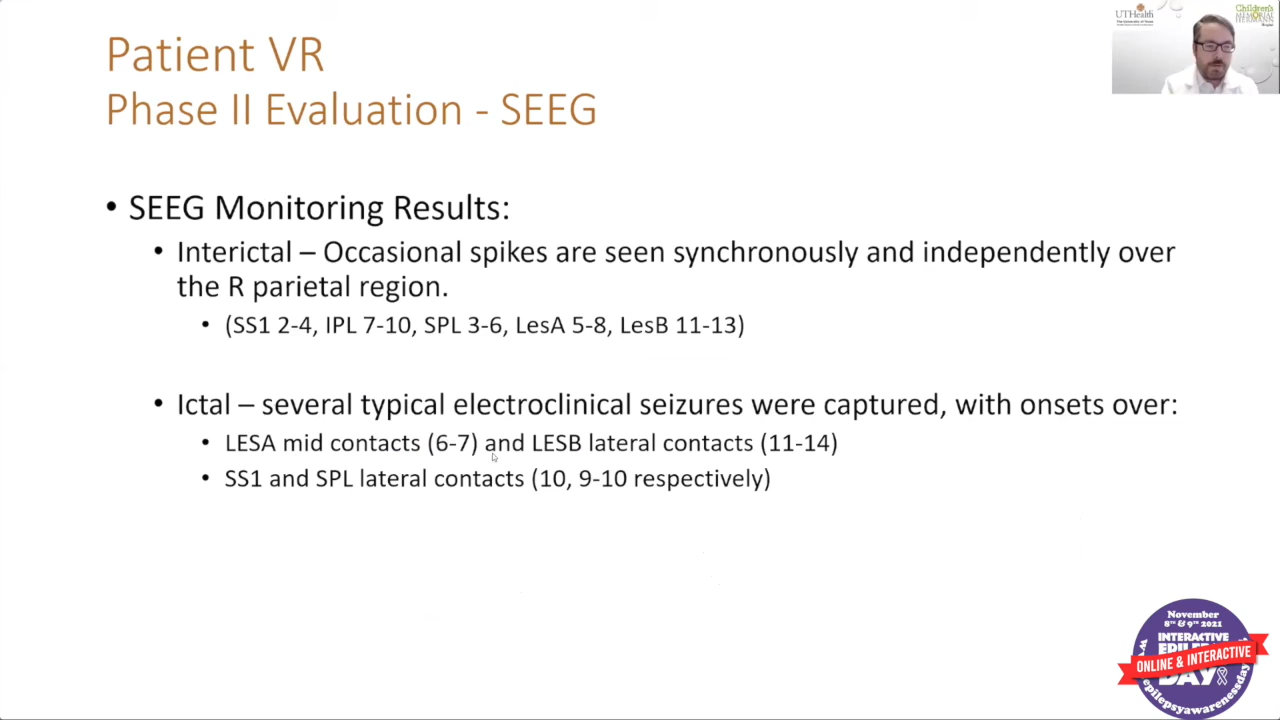 UTHealth
Children's
MEMORIAL
HERMANN
Patient VR
Phase II Evaluation - SEEG
• SEEG Monitoring Results:
• Interictal – Occasional spikes are seen synchronously and independently over
the R parietal region.
• (SS1 2-4, IPL 7-10, SPL 3-6, LesA 5-8, LesB 11-13)
• Ictal – several typical electroclinical seizures were captured, with onsets over:
• LESA mid contacts (6-7) and LESB lateral contacts (11-14)
• SS1 and SPL lateral contacts (10, 9-10 respectively)
November
8TH & 9TH 2021
INTERACTIVE
ONLINE & INTERACTIVE
DAY
epilepsyawarenessday